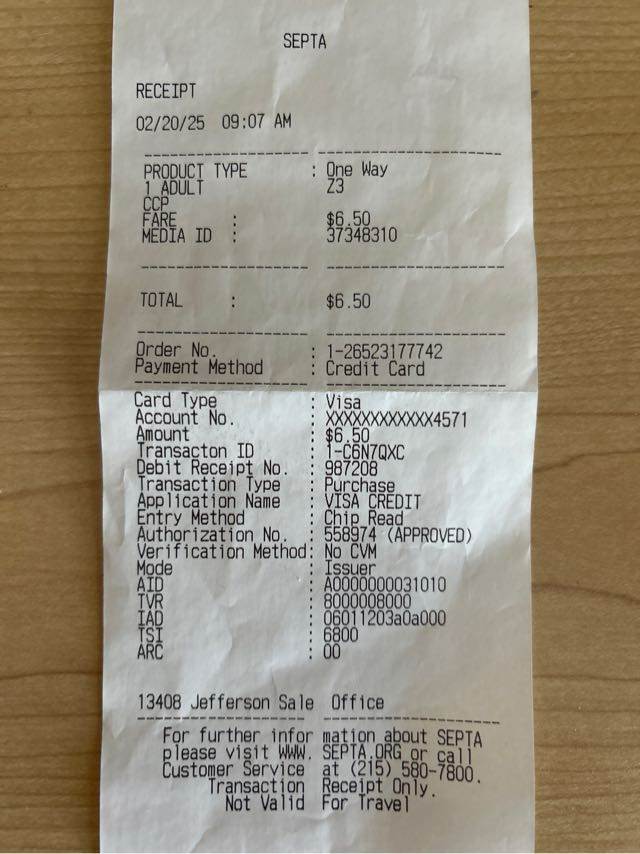 SEPTA
RECEIPT
02/20/25 09:07 AM
--------------------- ----------------------
PRODUCT TYPE : One Way
1 ADULT Z3
CCP
FARE : $6.50
MEDIA ID : 37348310
--------------------- ----------------------
TOTAL : $6.50
--------------------- ----------------------
Order No. : 1-26523177742
Payment Method : Credit Card
--------------------- ----------------------
Card Type : Visa
Account No. : XXXXXXXXXXXX4571
Amount : $6.50
Transacton ID : 1-C6N7QXC
Debit Receipt No. : 987208
Transaction Type : Purchase
Application Name : VISA CREDIT
Entry Method : Chip Read
Authorization No. : 558974 (APPROVED)
Verification Method: No CVM
Mode : Issuer
AID : A0000000031010
TVR : 8000008000
IAD : 06011203a0a000
TSI : 6800
ARC : 00
13408 Jefferson Sale Office
--------------------- ----------------------
For further infor mation about SEPTA
please visit WWW. SEPTA.ORG or call
Customer Service at (215) 580-7800.
Transaction Receipt Only.
Not Valid For Travel